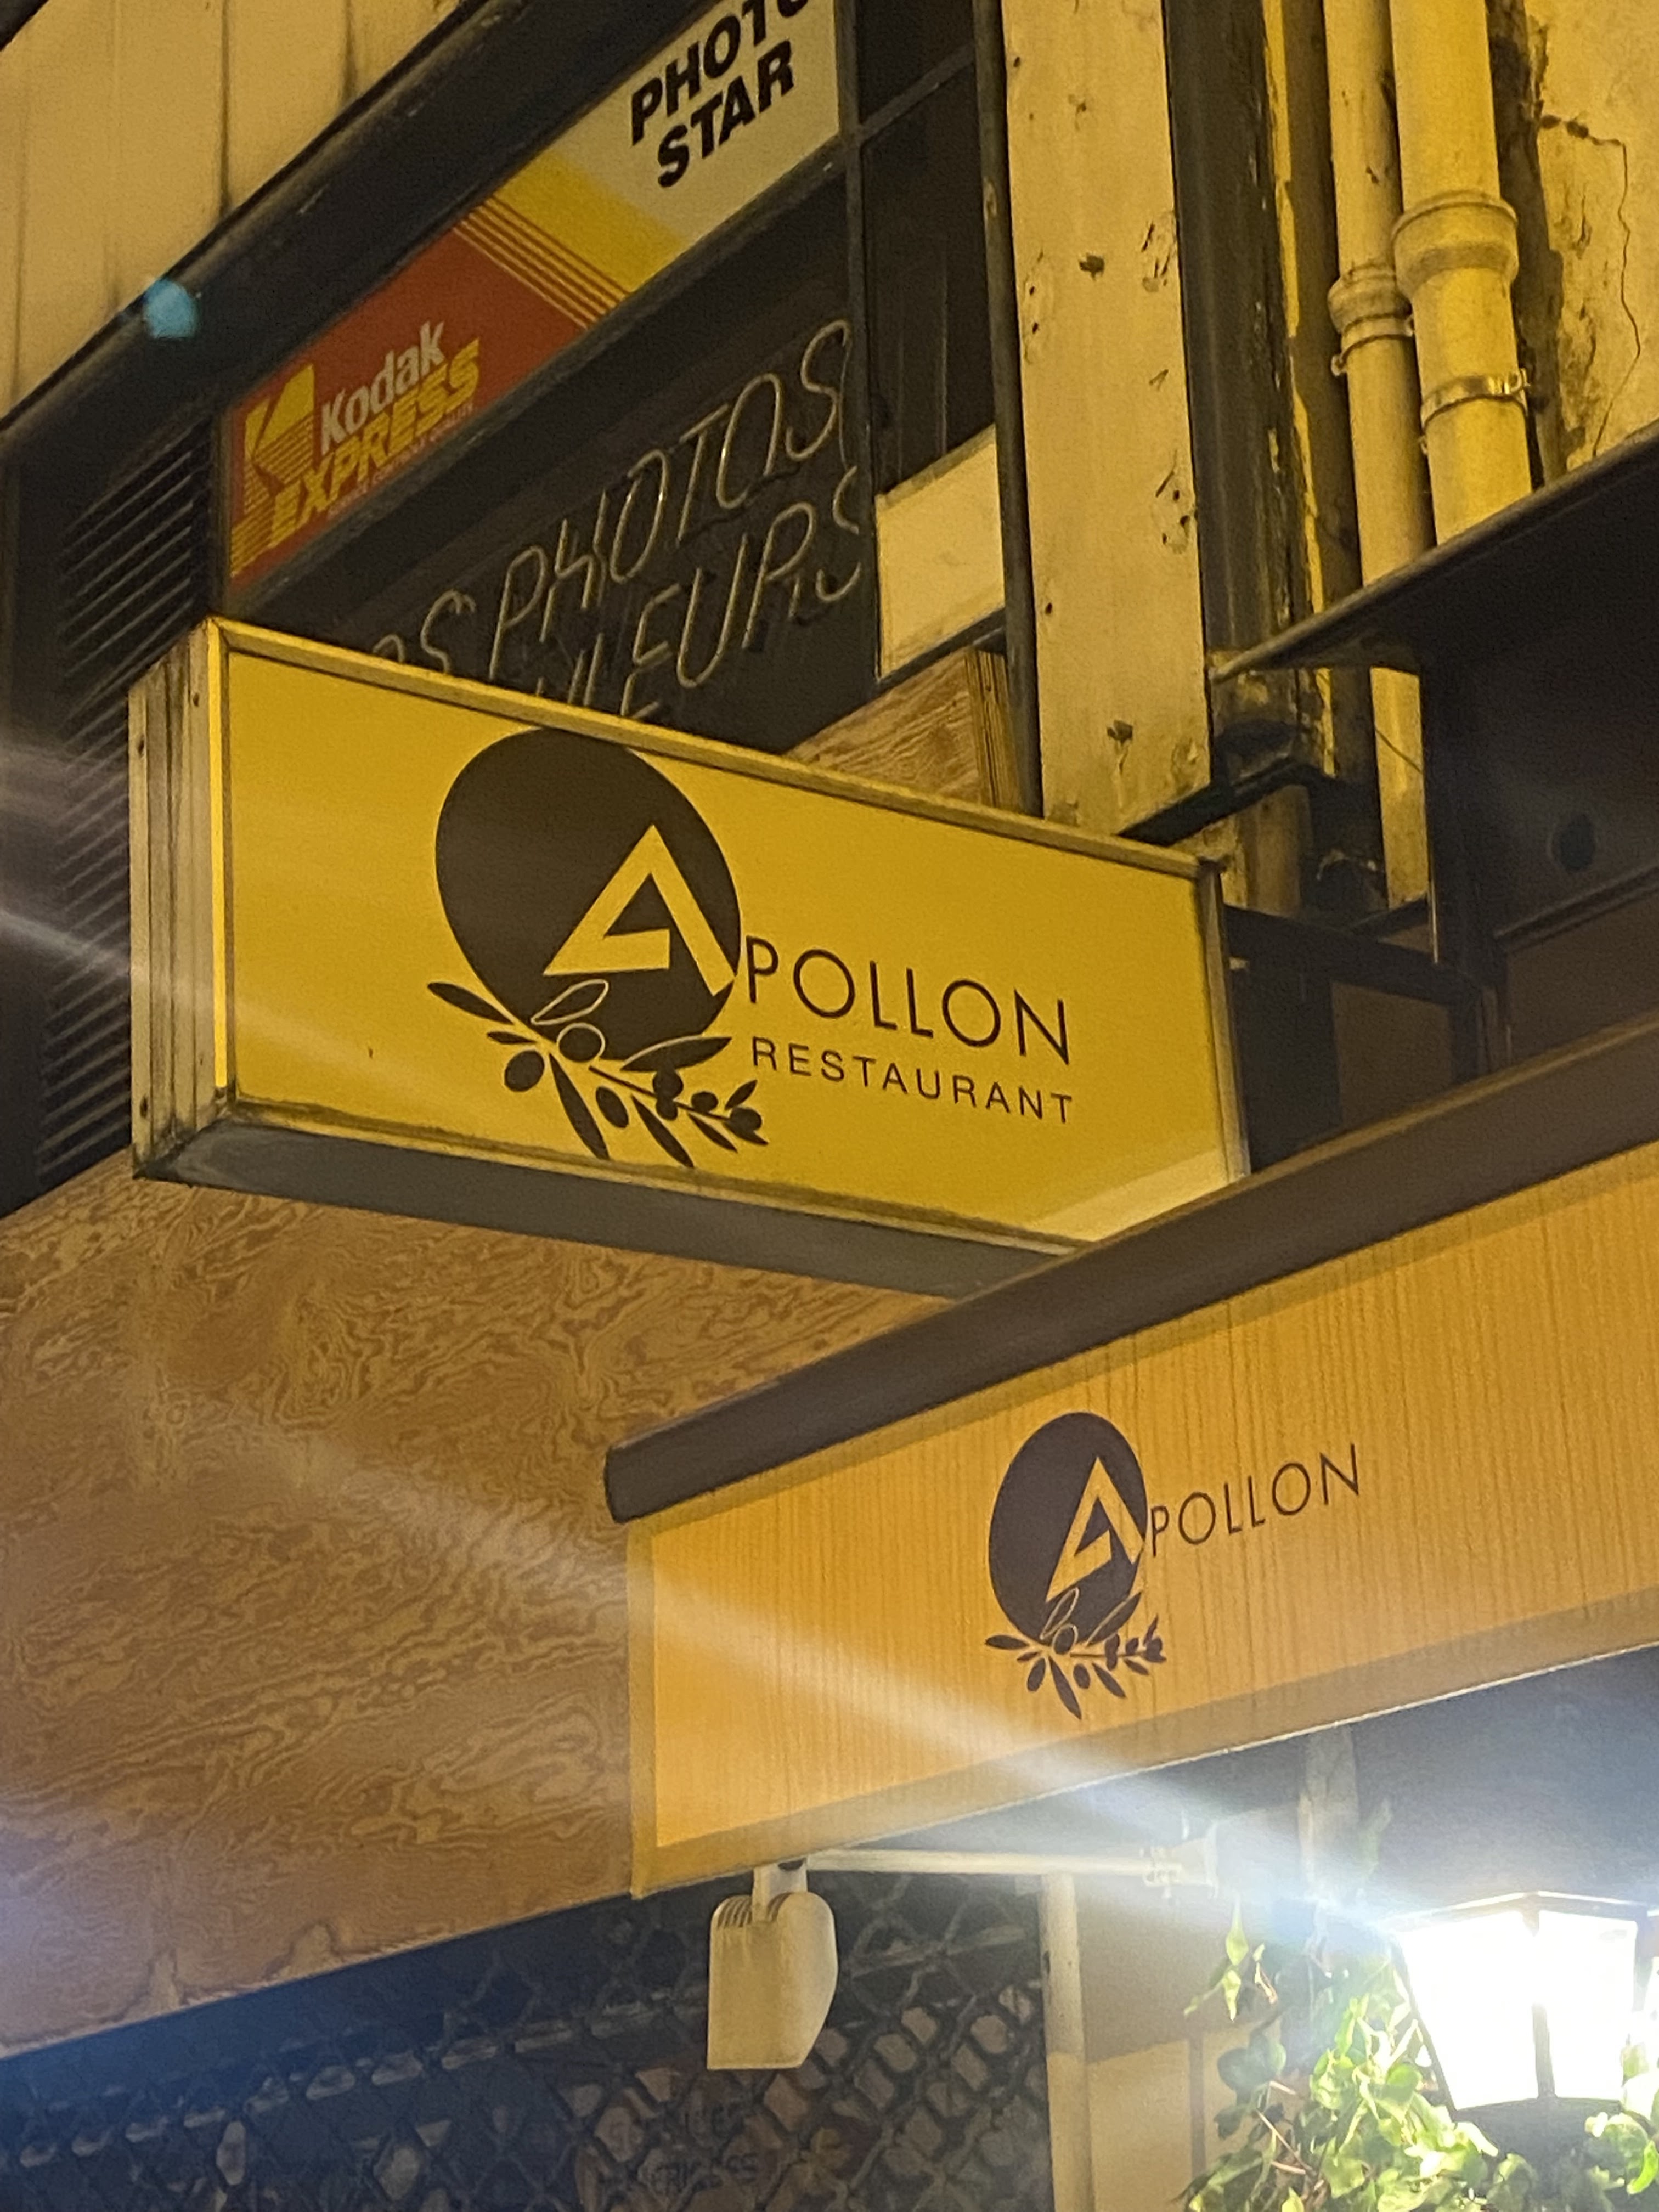 PHOTO
STAR
Kodak
EXPRESS
PHOTOS
APOLLON
RESTAURANT
APOLLON